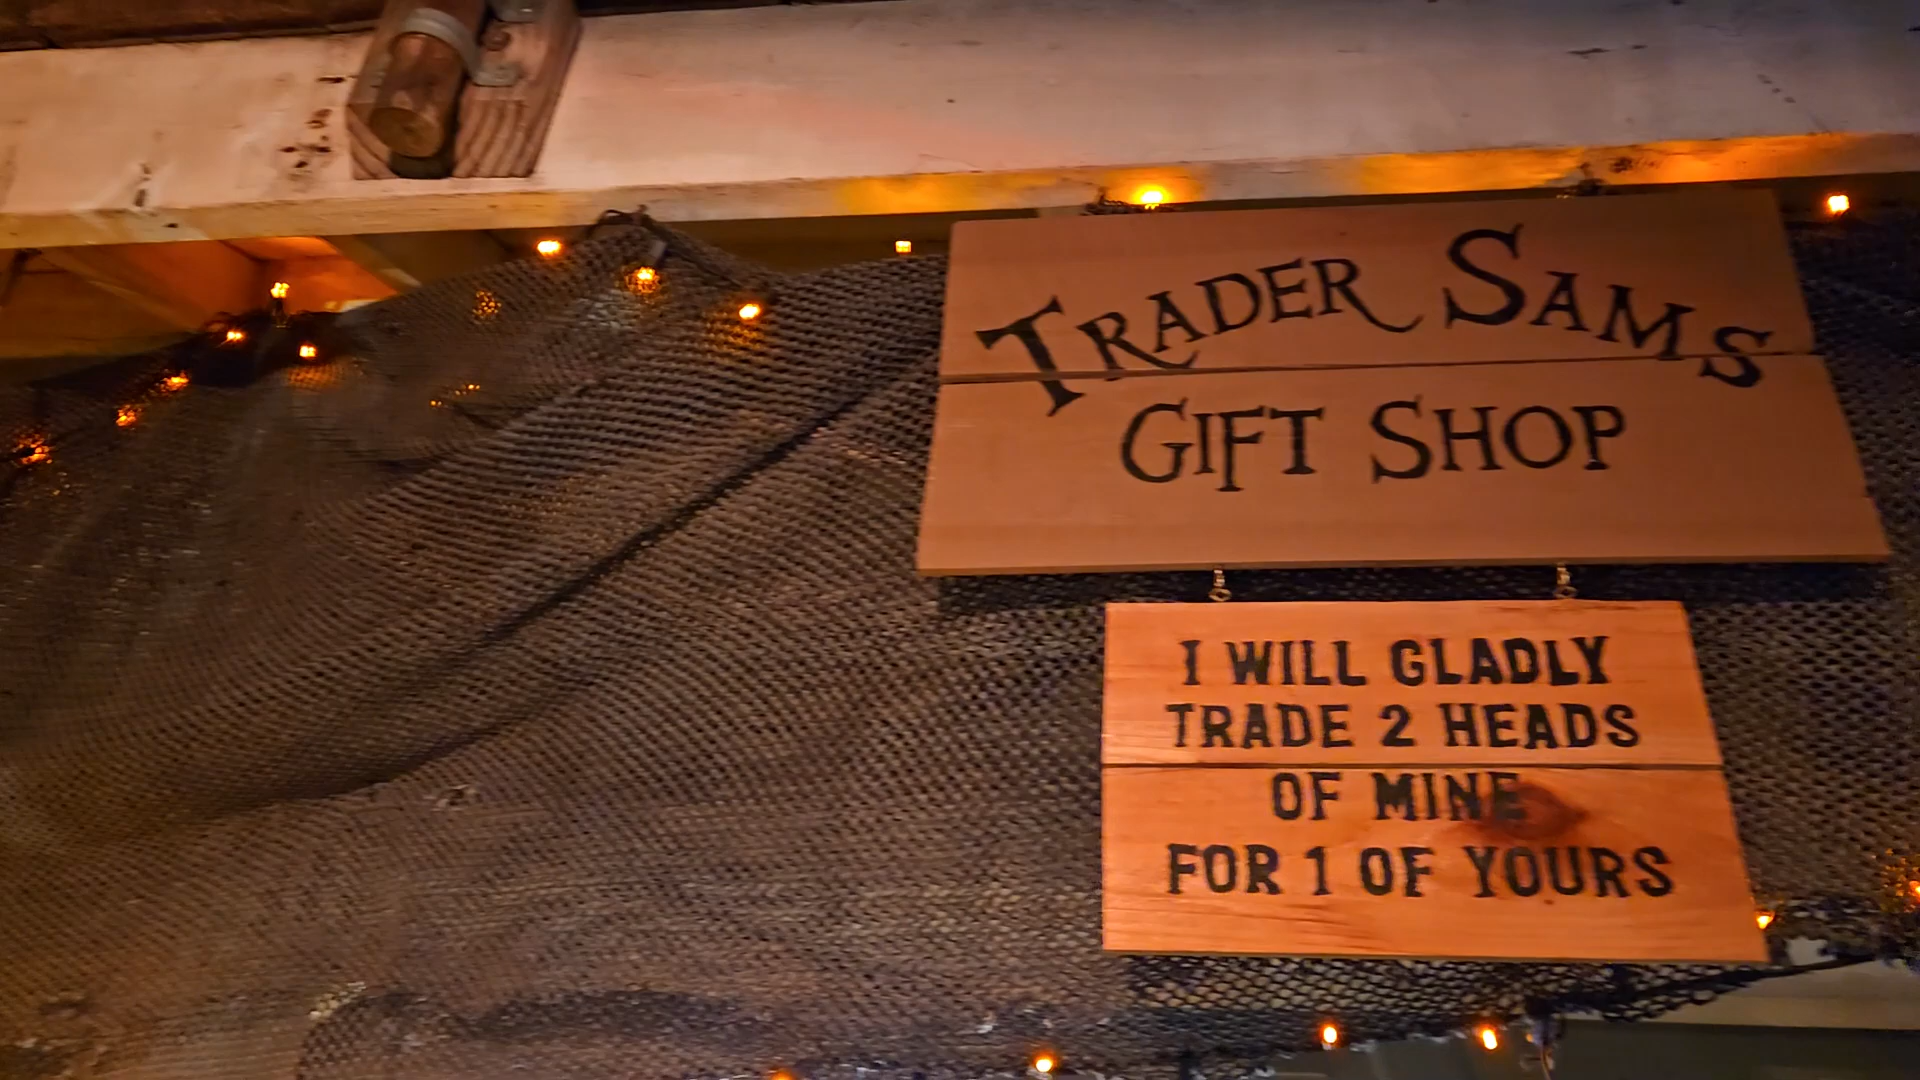 TRADER SAMS
GIFT SHOP
I WILL GLADLY
TRADE 2 HEADS
OF MINE
FOR 1 OF YOURS